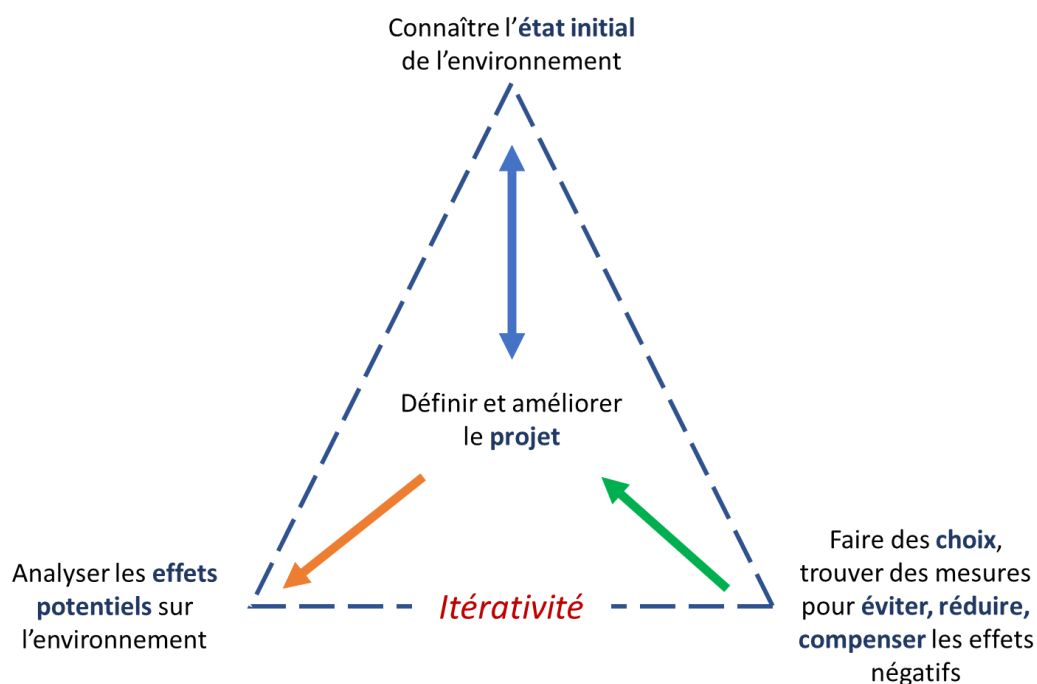 Connaître l’état initial
de l’environnement
Définir et améliorer
le projet
Analyser les effets
potentiels sur
l’environnement
Itérativité
Faire des choix,
trouver des mesures
pour éviter, réduire,
compenser les effets
négatifs